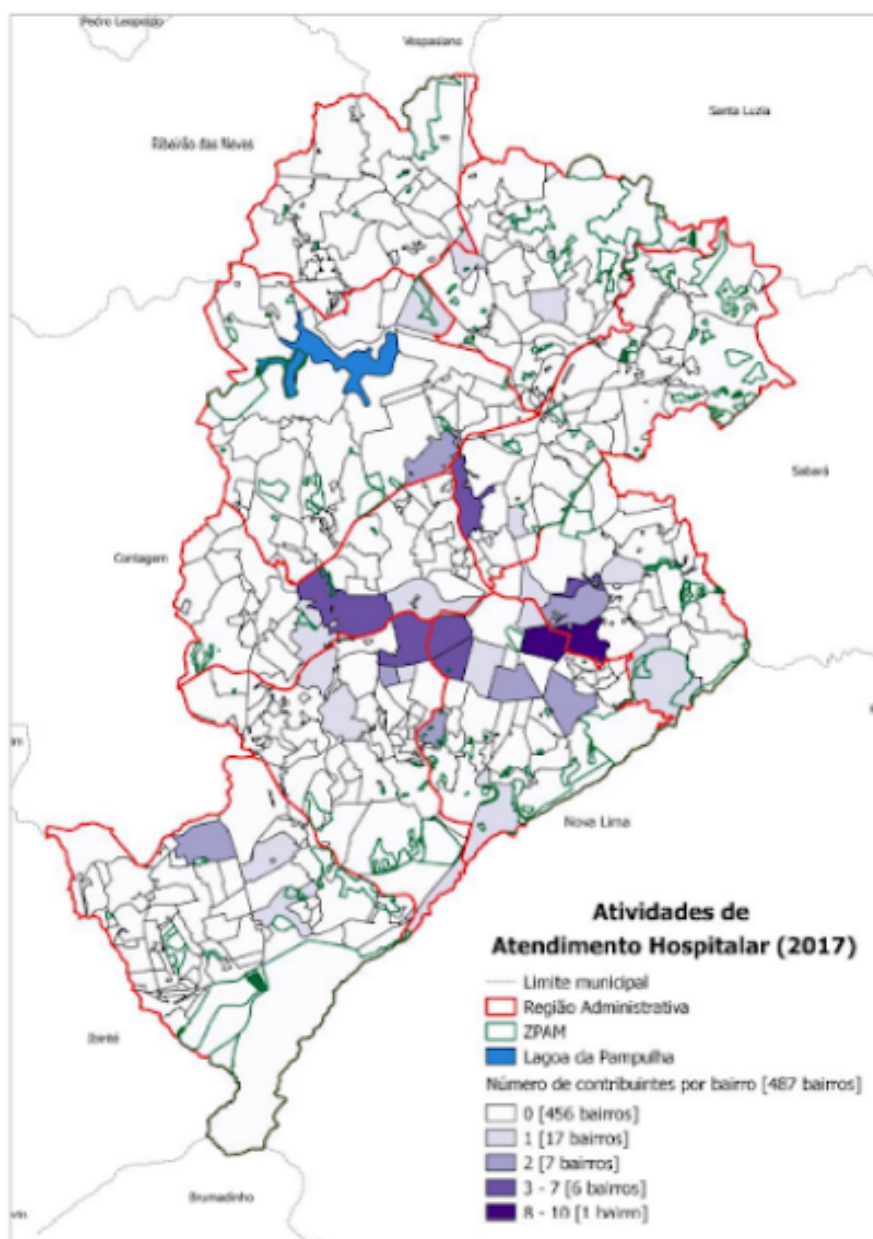 Pedro Leopoldo
Vespasiano
Santa Luzia
Ribeirão das Neves
Sabará
Contagem
Nova Lima
Ibirité
Brumadinho
Atividades de
Atendimento Hospitalar (2017)
Limite municipal
Região Administrativa
ZPAM
Lagoa da Pampulha
Número de contribuintes por bairro [487 bairros]
0 [456 bairros]
1 [17 bairros]
2 [7 bairros]
3 - 7 [6 bairros]
8 - 10 [1 bairro]